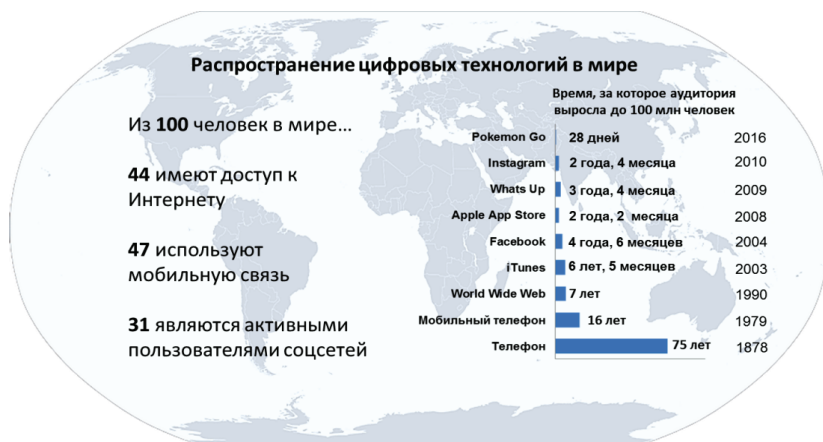 Распространение цифровых технологий в мире
Из 100 человек в мире...
44 имеют доступ к
Интернету
47 используют
мобильную связь
31 являются активными
пользователями соцсетей
Время, за которое аудитория
выросла до 100 млн человек
Pokemon Go 28 дней 2016
Instagram 2 года, 4 месяца 2010
Whats Up 3 года, 4 месяца 2009
Apple App Store 2 года, 2 месяца 2008
Facebook 4 года, 6 месяцев 2004
iTunes 6 лет, 5 месяцев 2003
World Wide Web 7 лет 1990
Мобильный телефон 16 лет 1979
Телефон 75 лет 1878